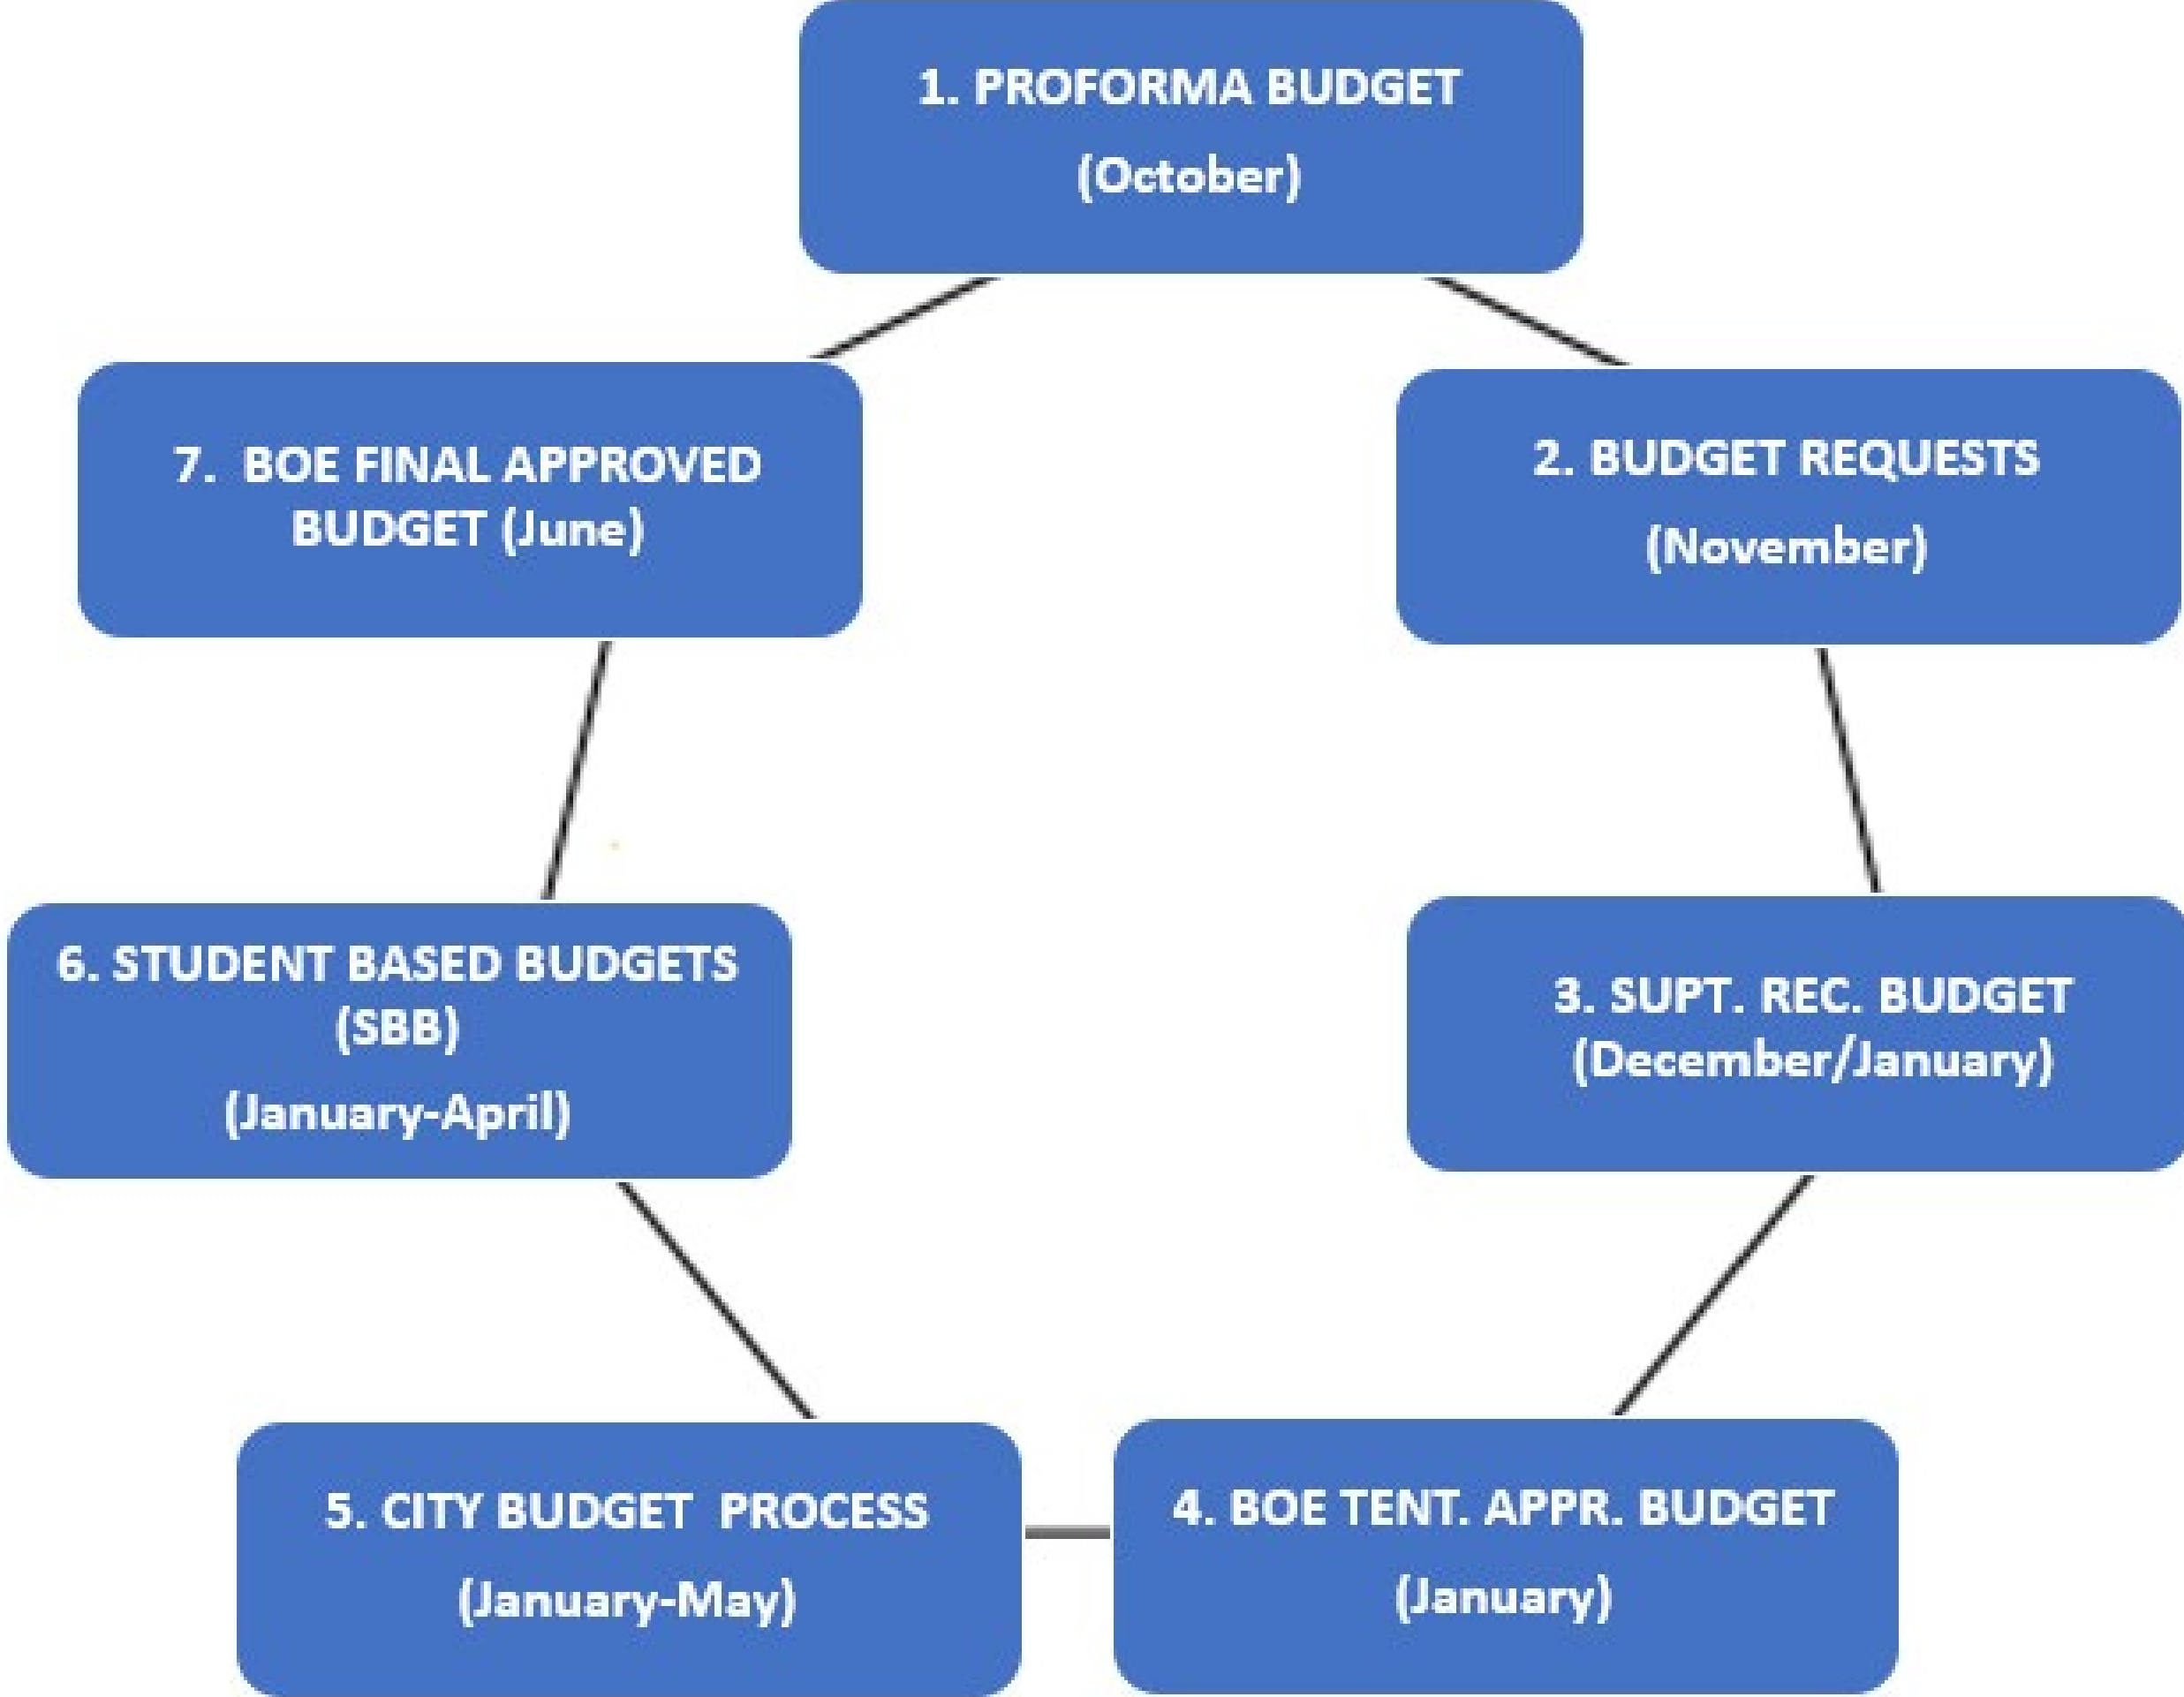 1. PROFORMA BUDGET
(October)
2. BUDGET REQUESTS
(November)
3. SUPT. REC. BUDGET
(December/January)
4. BOE TENT. APPR. BUDGET
(January)
5. CITY BUDGET  PROCESS
(January-May)
6. STUDENT BASED BUDGETS
(SBB)
(January-April)
7.  BOE FINAL APPROVED
BUDGET (June)